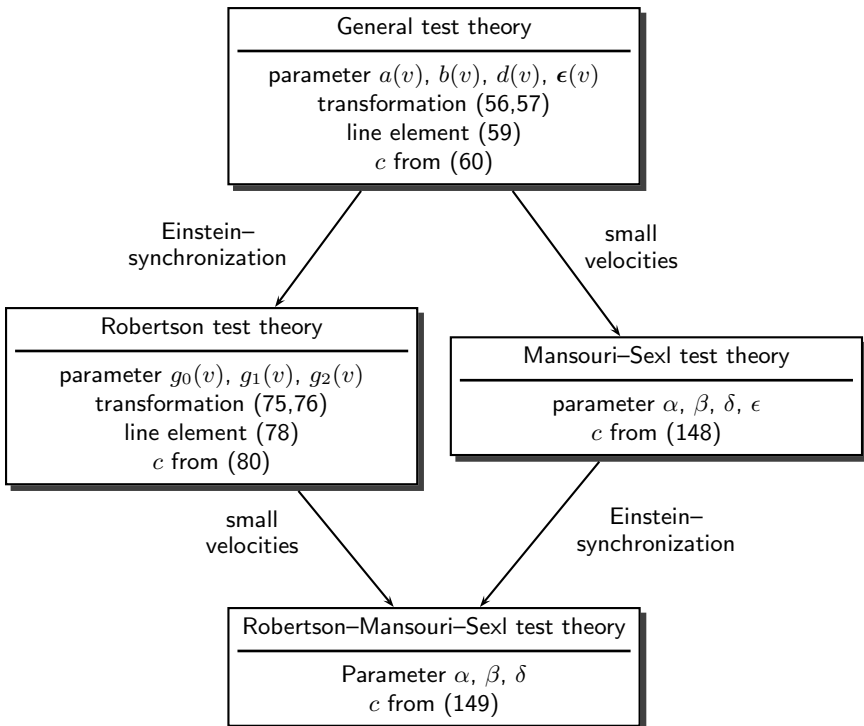 General test theory
parameter a(v), b(v), d(v), ϵ(v)
transformation (56,57)
line element (59)
c from (60)
Einstein–
synchronization
small
velocities
Robertson test theory
parameter g₀(v), g₁(v), g₂(v)
transformation (75,76)
line element (78)
c from (80)
Mansouri–Sexl test theory
parameter α, β, δ, ϵ
c from (148)
small
velocities
Einstein–
synchronization
Robertson–Mansouri–Sexl test theory
Parameter α, β, δ
c from (149)